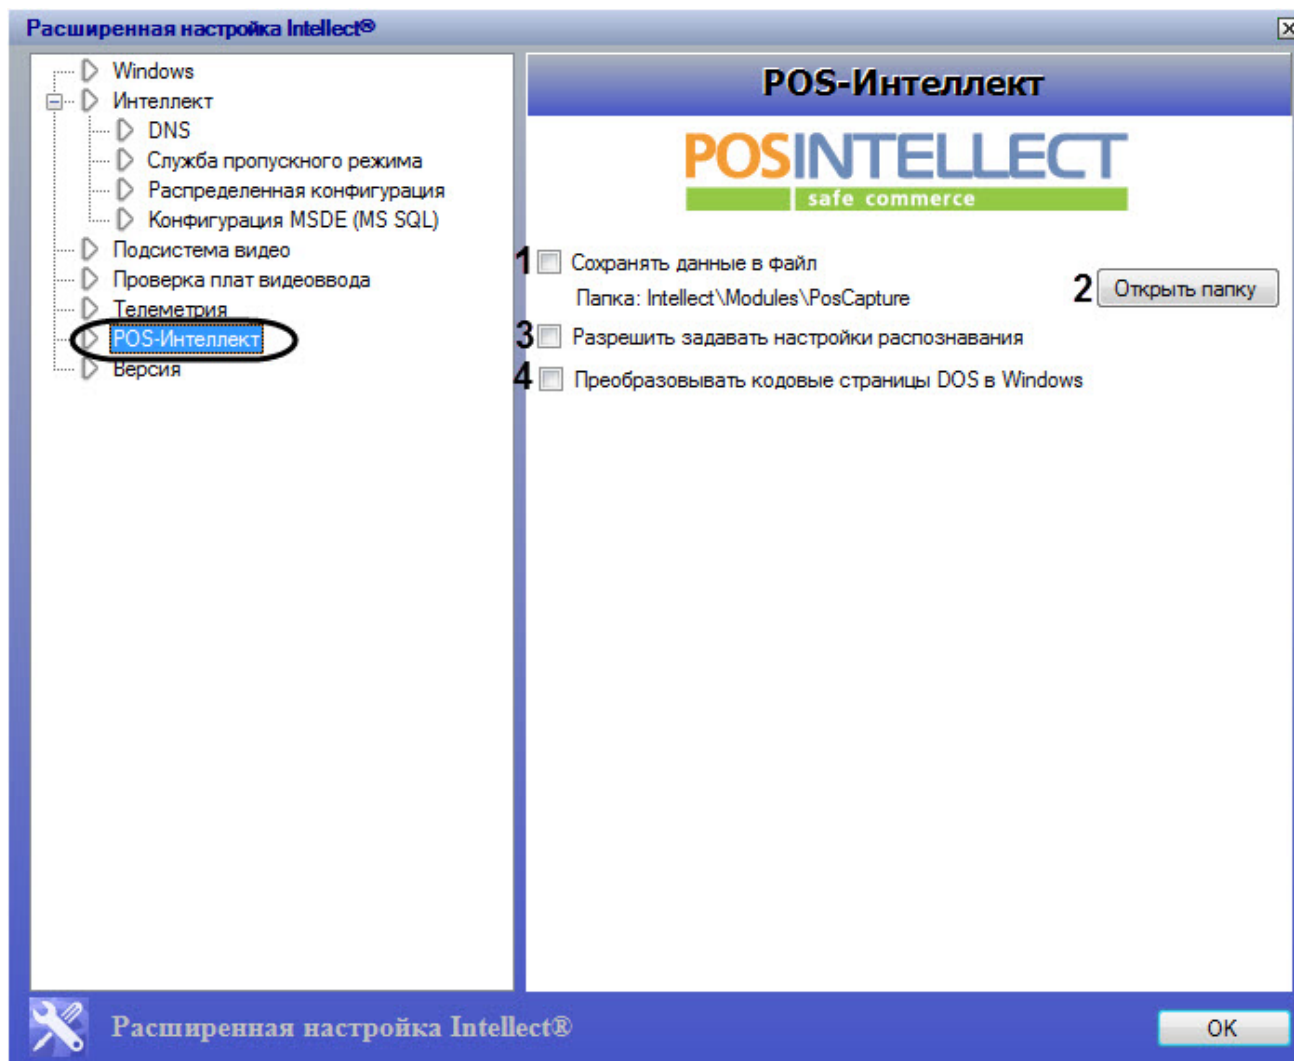 Расширенная настройка Intellect®
Windows
Интеллект
DNS
Служба пропускного режима
Распределенная конфигурация
Конфигурация MSDE (MS SQL)
Подсистема видео
Проверка плат видеоввода
Телеметрия
POS-Интеллект
Версия
POS-Интеллект
POSINTELLECT
safe commerce
1 Сохранять данные в файл
Папка: Intellect\Modules\PosCapture
2 Открыть папку
3 Разрешить задавать настройки распознавания
4 Преобразовывать кодовые страницы DOS в Windows
Расширенная настройка Intellect®
OK